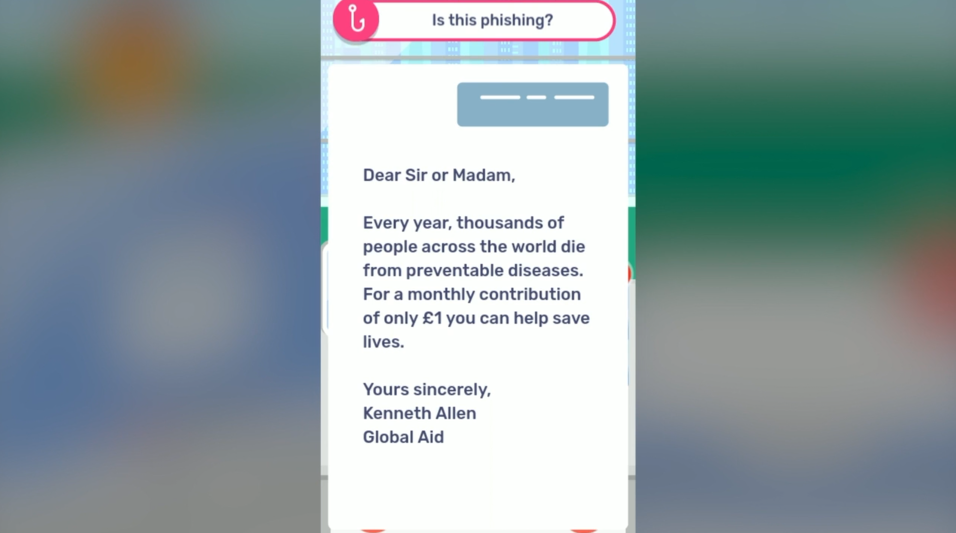 Is this phishing?
Dear Sir or Madam,
Every year, thousands of
people across the world die
from preventable diseases.
For a monthly contribution
of only £1 you can help save
lives.
Yours sincerely,
Kenneth Allen
Global Aid